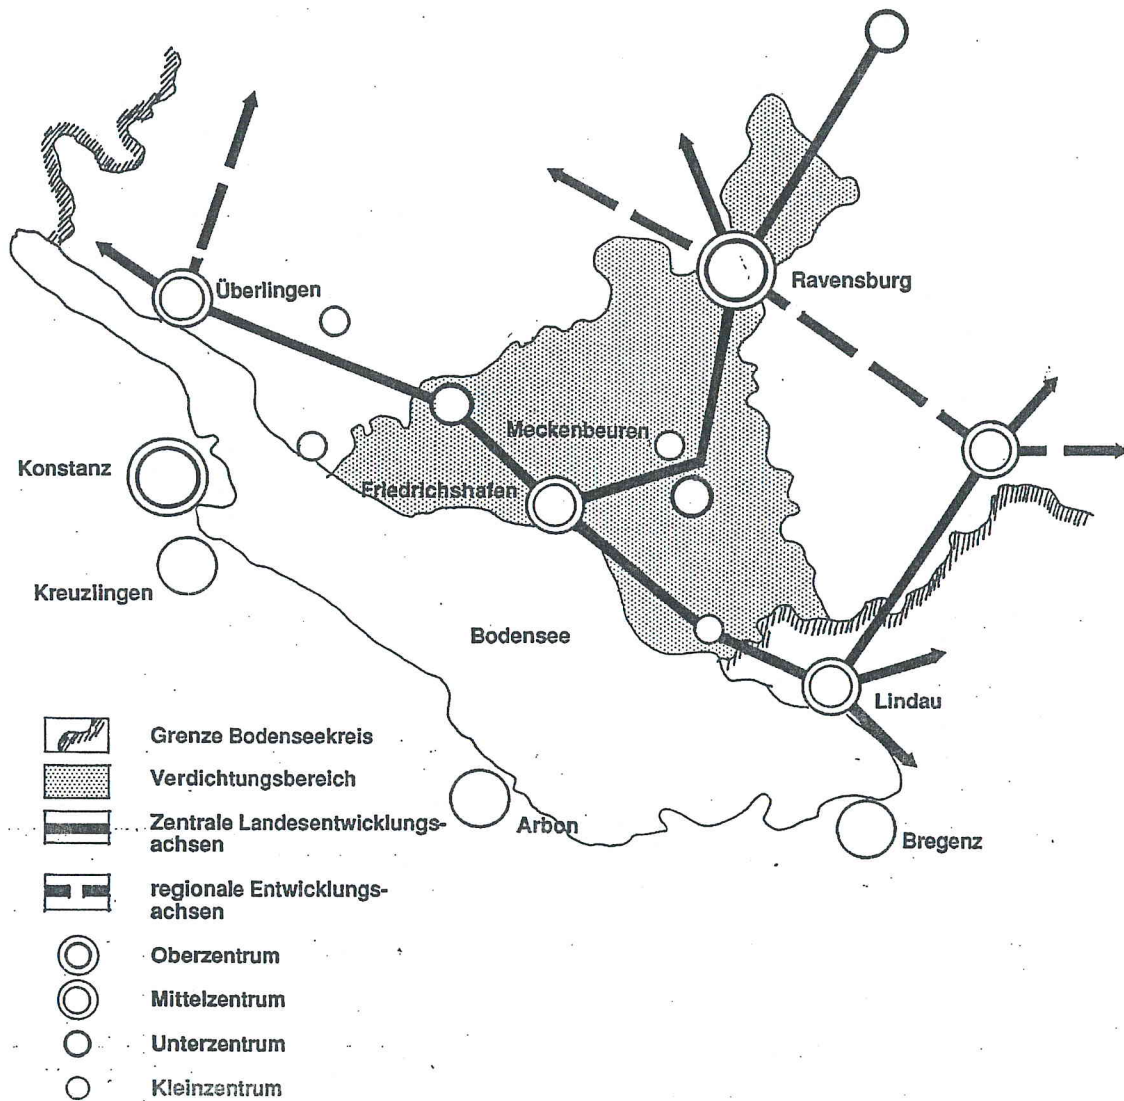 Überlingen
Ravensburg
Meckenbeuren
Konstanz
Friedrichshafen
Kreuzlingen
Bodensee
Lindau
Arbon
Bregenz
Grenze Bodenseekreis
Verdichtungsbereich
Zentrale Landesentwicklungs-
achsen
regionale Entwicklungs-
achsen
Oberzentrum
Mittelzentrum
Unterzentrum
Kleinzentrum